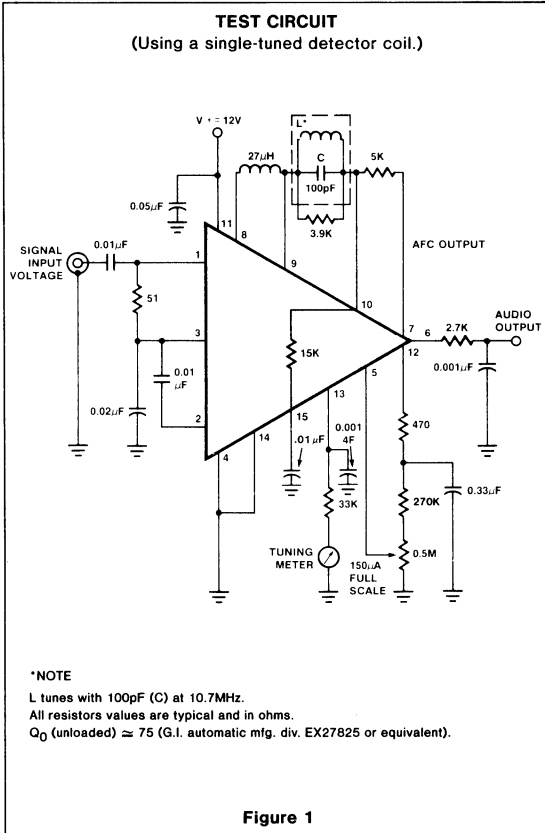 TEST CIRCUIT
(Using a single-tuned detector coil.)
V + = 12V
L*
27μH
C
100pF
5K
0.05μF
11
8
3.9K
0.01μF
SIGNAL
INPUT
VOLTAGE
1
9
AFC OUTPUT
51
10
AUDIO
OUTPUT
3
7
6
2.7K
12
15K
5
0.001μF
0.01
μF
13
0.02μF
2
15
470
14
.01 μF
0.001
4F
4
0.33μF
33K
270K
TUNING
METER
150μA
FULL
SCALE
0.5M
*NOTE
L tunes with 100pF (C) at 10.7MHz.
All resistors values are typical and in ohms.
Q0 (unloaded) ≃ 75 (G.I. automatic mfg. div. EX27825 or equivalent).
Figure 1